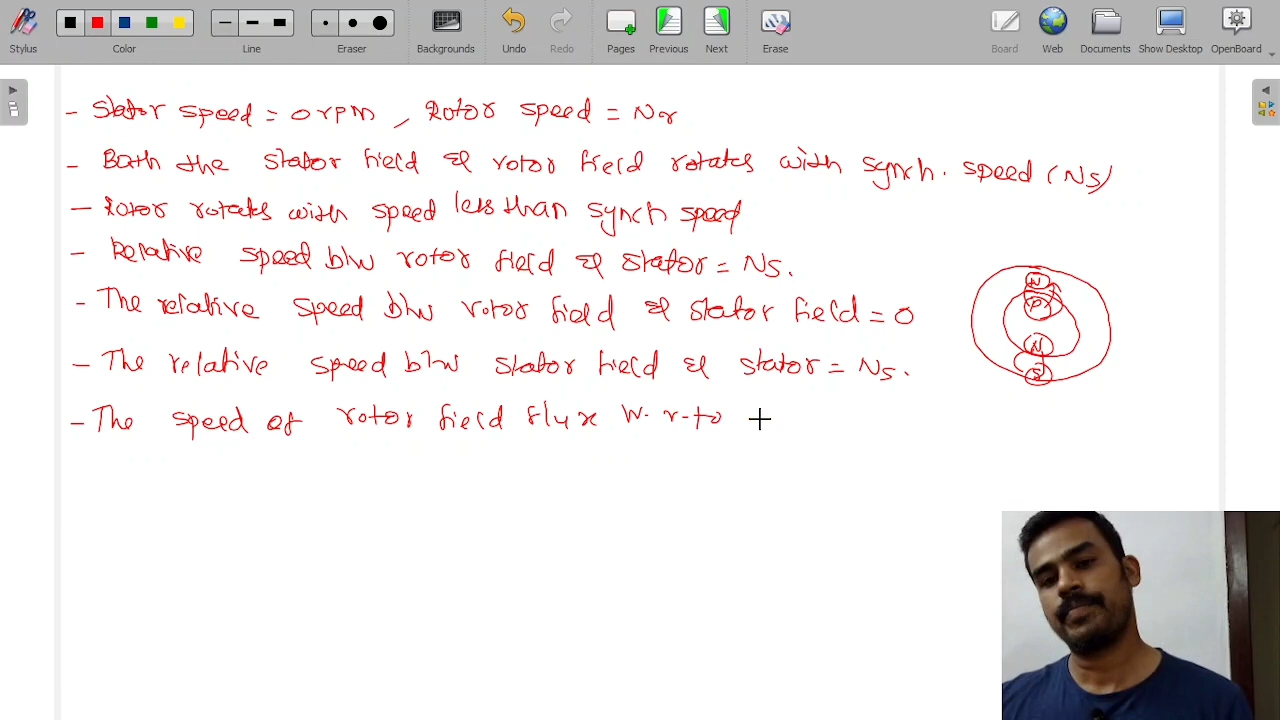 Stylus
Color
Line
Eraser
Backgrounds
Undo
Redo
Pages
Previous
Next
Erase
Board
Web
Documents
Show Desktop
OpenBoard
- Stator speed = 0 rpm, rotor speed = Nr
- Both the stator field & rotor field rotates with synch. speed (Ns)
- rotor rotates with speed less than synch speed
- Relative speed b/w rotor field & stator = Ns.
- The relative speed b/w rotor field & stator field = 0
- The relative speed b/w stator field & stator = Ns.
- The speed of rotor field flux w.r.to
N
N
S